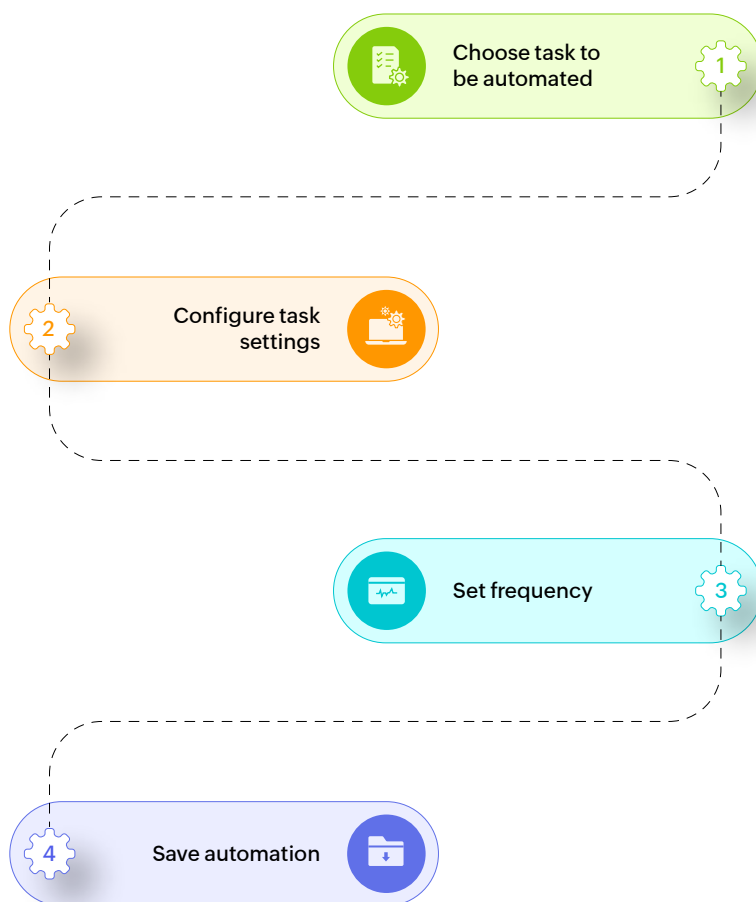 Choose task to
be automated
1
2
Configure task
settings
Set frequency
3
4
Save automation